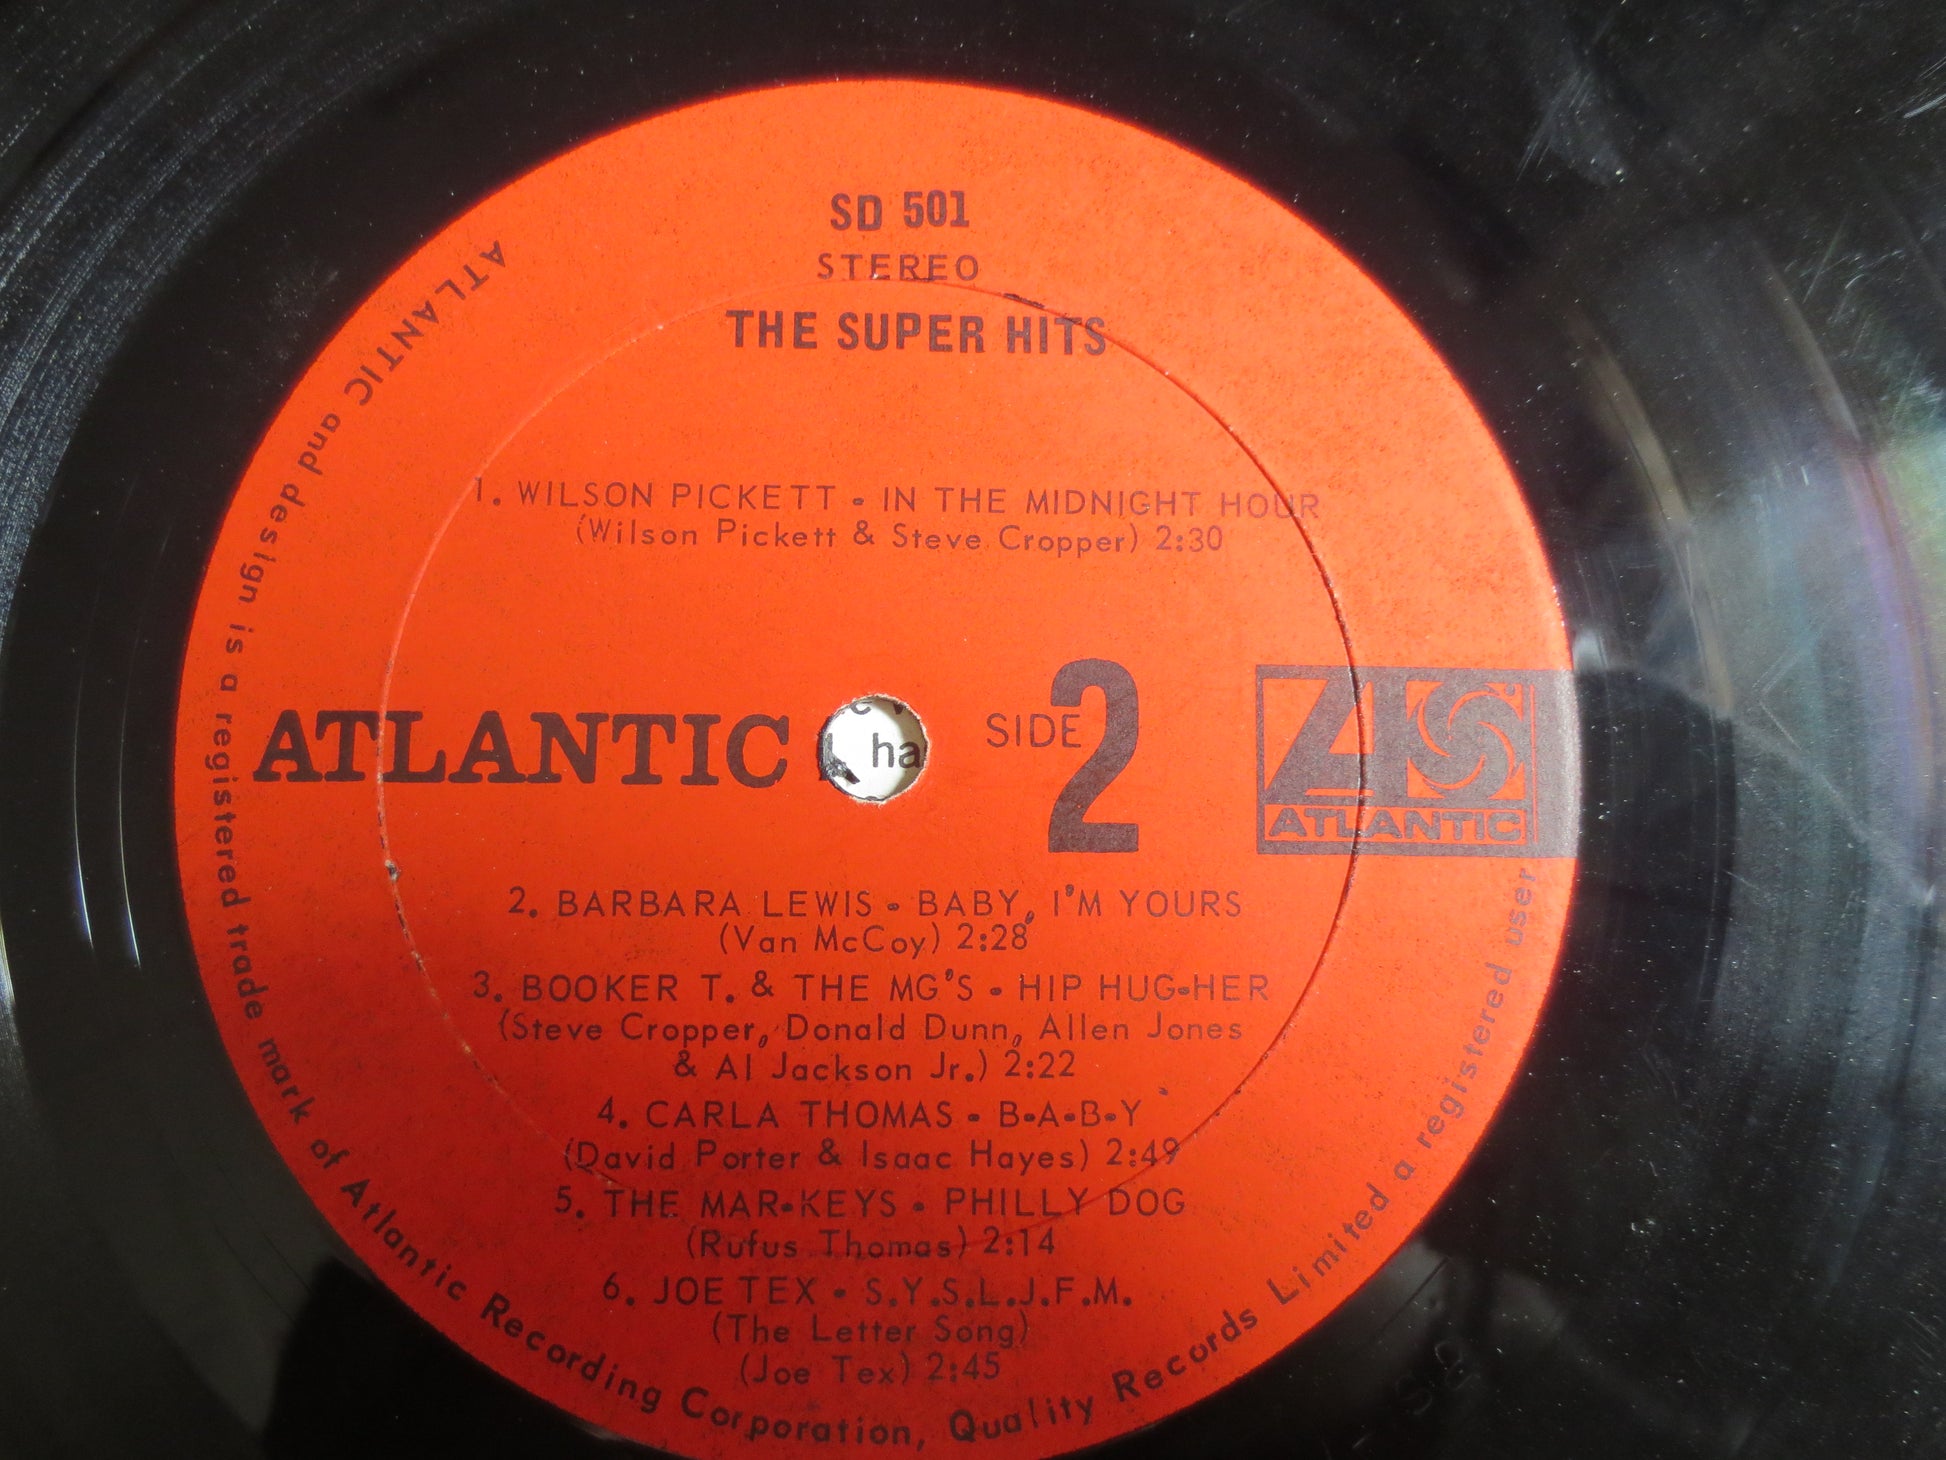 SD 501
STEREO
THE SUPER HITS
1. WILSON PICKETT - IN THE MIDNIGHT HOUR
(Wilson Pickett & Steve Cropper) 2:30
ATLANTIC
ha
SIDE 2
ATLANTIC
2. BARBARA LEWIS - BABY, I'M YOURS
(Van McCoy) 2:28
3. BOOKER T. & THE MG'S - HIP HUG-HER
(Steve Cropper, Donald Dunn, Allen Jones
& Al Jackson Jr.) 2:22
4. CARLA THOMAS - B-A-B-Y
(David Porter & Isaac Hayes) 2:49
5. THE MAR-KEYS - PHILLY DOG
(Rufus Thomas) 2:14
6. JOE TEX - S.Y.S.L.J.F.M.
(The Letter Song)
(Joe Tex) 2:45
ATLANTIC and design is a registered trade mark of Atlantic Recording Corporation, Quality Records Limited a registered user